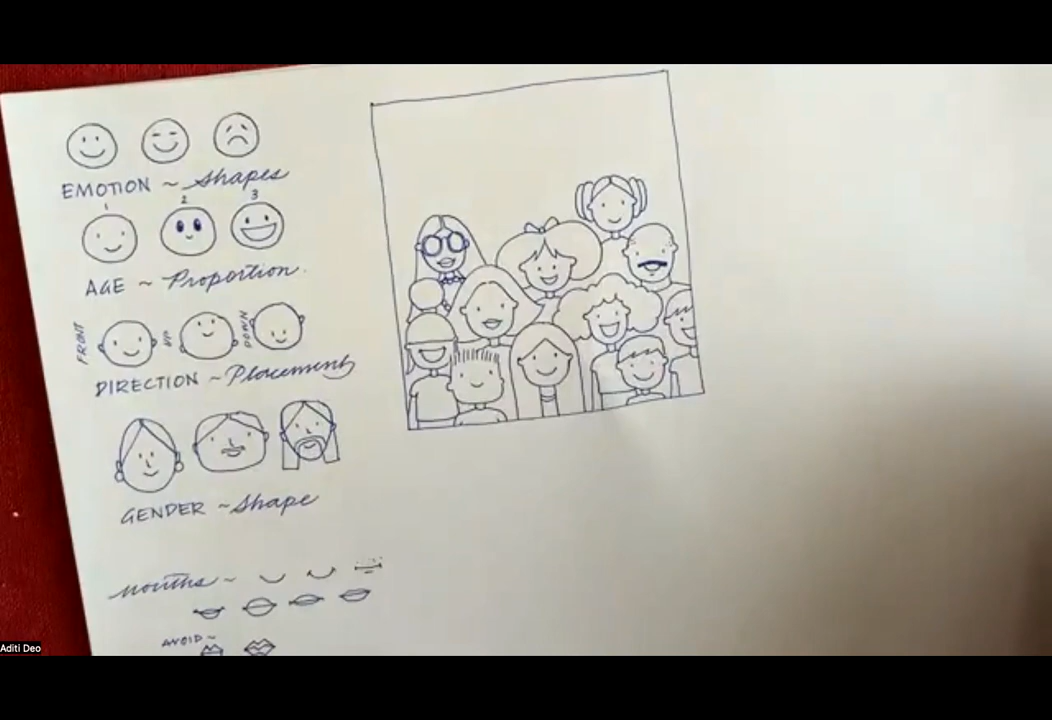 EMOTION ~ Shapes
1 2 3
AGE ~ Proportion.
FRONT UP DOWN
DIRECTION ~ Placement
GENDER ~ Shape
mouths ~
AVOID ~
Aditi Deo